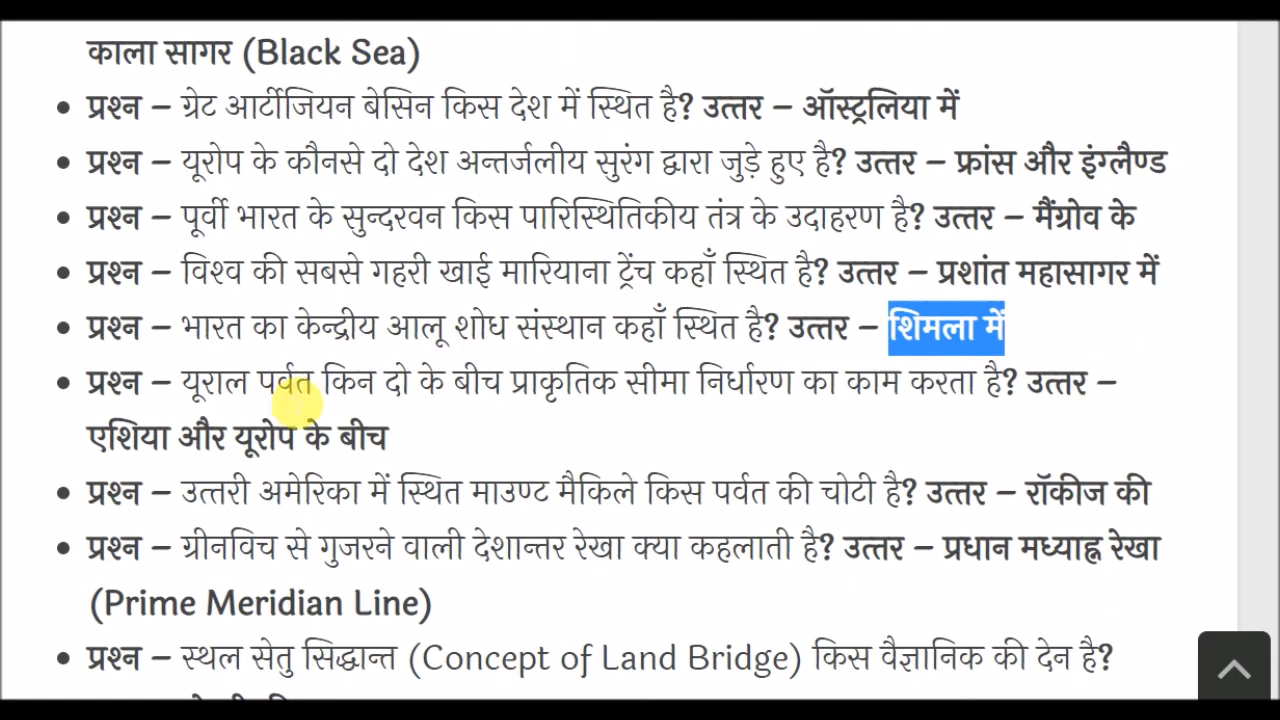 काला सागर (Black Sea)
• प्रश्न – ग्रेट आर्टीजियन बेसिन किस देश में स्थित है? उत्तर – ऑस्ट्रलिया में
• प्रश्न – यूरोप के कौनसे दो देश अन्तर्जलीय सुरंग द्वारा जुड़े हुए है? उत्तर – फ्रांस और इंग्लैण्ड
• प्रश्न – पूर्वी भारत के सुन्दरवन किस पारिस्थितिकीय तंत्र के उदाहरण है? उत्तर – मैंग्रोव के
• प्रश्न – विश्व की सबसे गहरी खाई मारियाना ट्रेंच कहाँ स्थित है? उत्तर – प्रशांत महासागर में
• प्रश्न – भारत का केन्द्रीय आलू शोध संस्थान कहाँ स्थित है? उत्तर – शिमला में
• प्रश्न – यूराल पर्वत किन दो के बीच प्राकृतिक सीमा निर्धारण का काम करता है? उत्तर –
एशिया और यूरोप के बीच
• प्रश्न – उत्तरी अमेरिका में स्थित माउण्ट मैकिले किस पर्वत की चोटी है? उत्तर – रॉकीज की
• प्रश्न – ग्रीनविच से गुजरने वाली देशान्तर रेखा क्या कहलाती है? उत्तर – प्रधान मध्याह्न रेखा
(Prime Meridian Line)
• प्रश्न – स्थल सेतु सिद्धान्त (Concept of Land Bridge) किस वैज्ञानिक की देन है?